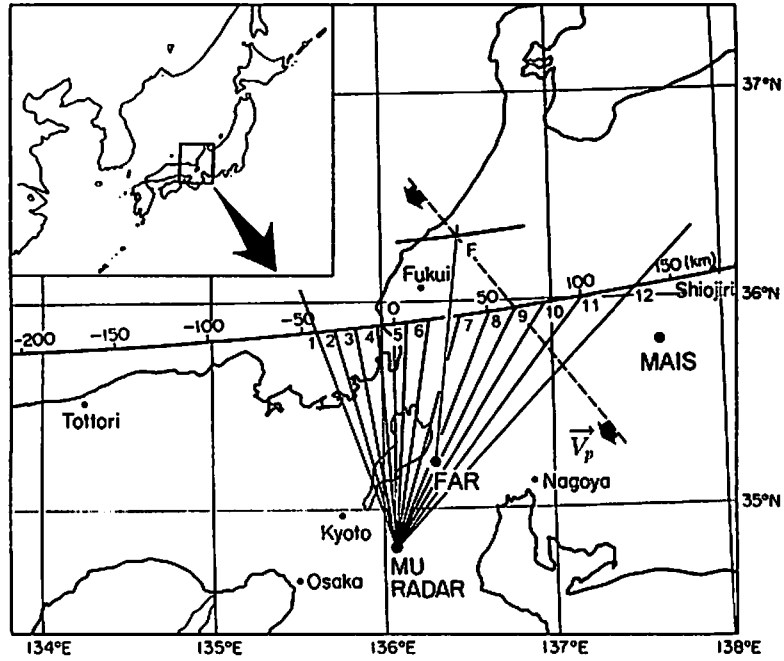 37°N
F
Fukui
150 (km)
100
50
0
-50
-100
-150
-200
36°N
Shiojiri
1 2 3 4 5 6 7 8 9 10 11 12
MAIS
Tottori
Vp
FAR
Nagoya
35°N
Kyoto
MU
RADAR
Osaka
134°E 135°E 136°E 137°E 138°E